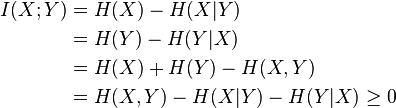 I(X;Y) = H(X) − H(X|Y)
= H(Y) − H(Y|X)
= H(X) + H(Y) − H(X,Y)
= H(X,Y) − H(X|Y) − H(Y|X) ≥ 0